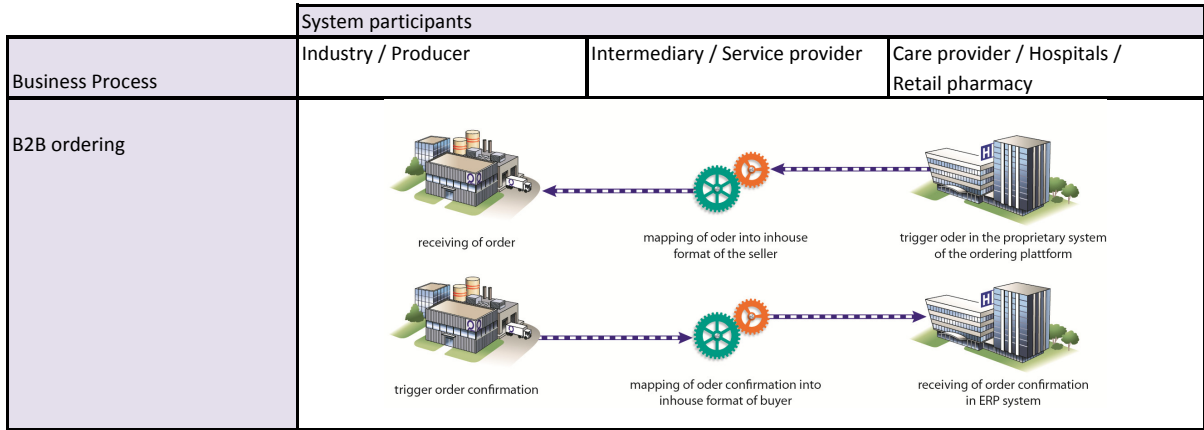 System participants
Business Process
Industry / Producer
Intermediary / Service provider
Care provider / Hospitals /
Retail pharmacy
B2B ordering
H
receiving of order
mapping of oder into inhouse
format of the seller
trigger oder in the proprietary system
of the ordering plattform
H
trigger order confirmation
mapping of oder confirmation into
inhouse format of buyer
receiving of order confirmation
in ERP system